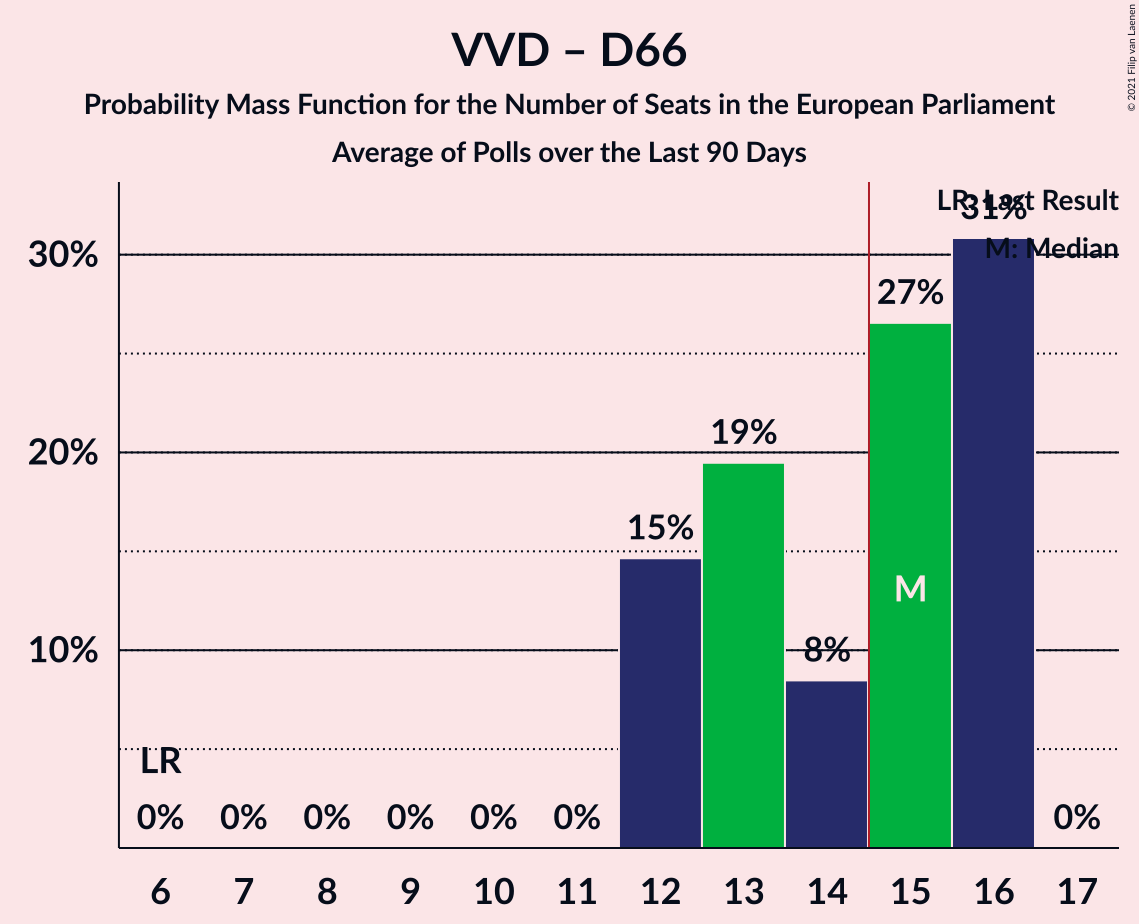 VVD – D66
Probability Mass Function for the Number of Seats in the European Parliament
Average of Polls over the Last 90 Days
© 2021 Filip van Laenen
LR: Last Result
M: Median
31%
30%
27%
20%
19%
15%
M
10%
8%
LR
0% 0% 0% 0% 0% 0% 0%
6 7 8 9 10 11 12 13 14 15 16 17